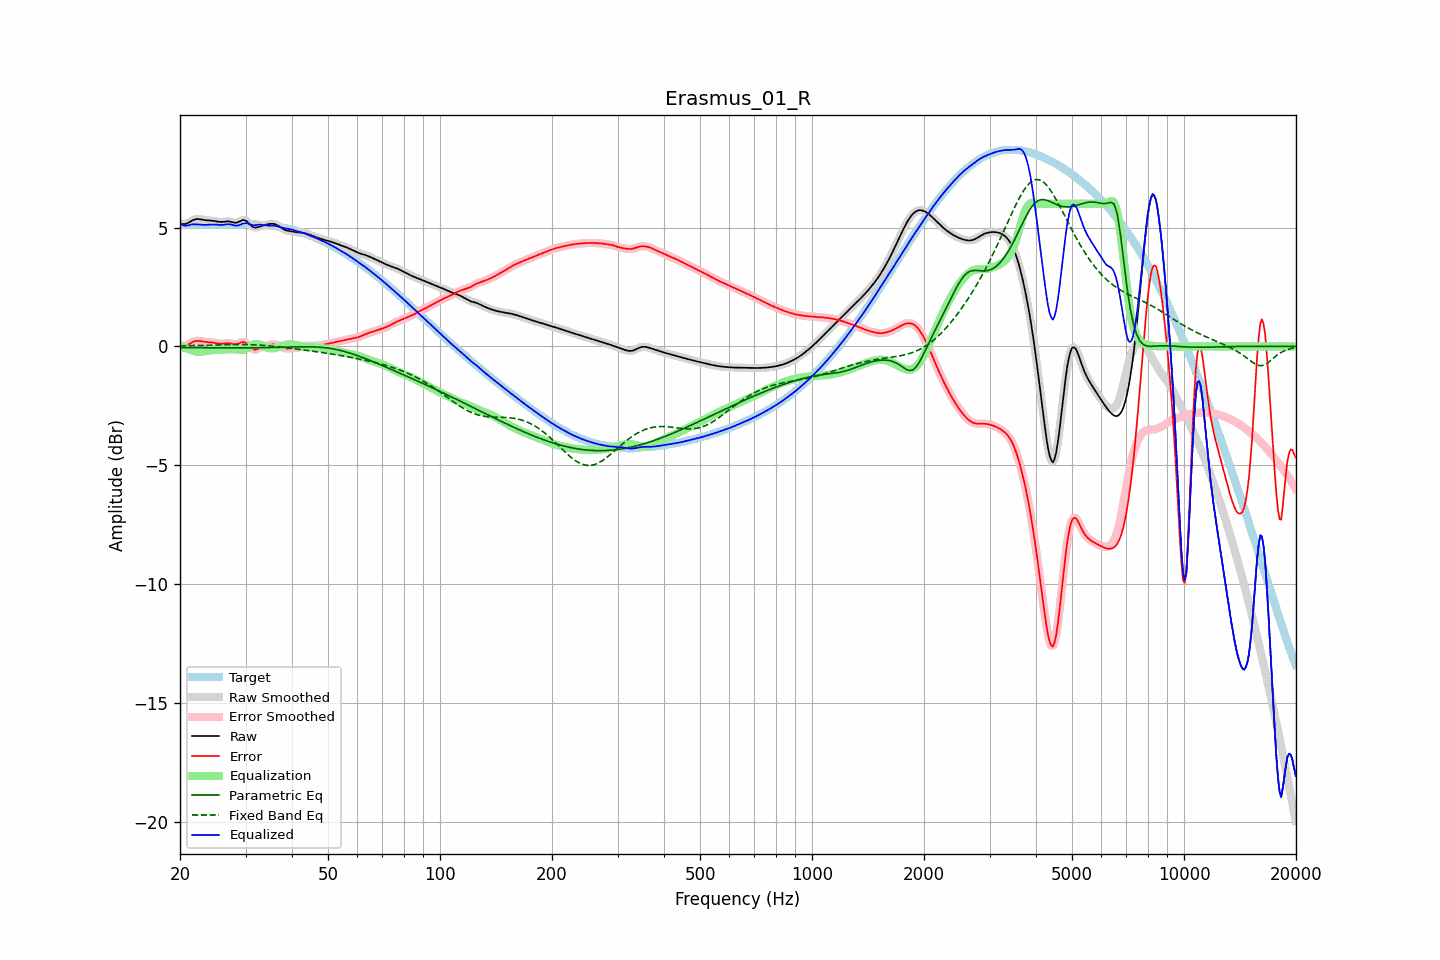 Erasmus_01_R
Amplitude (dBr)
5
0
−5
−10
−15
−20
Target
Raw Smoothed
Error Smoothed
Raw
Error
Equalization
Parametric Eq
Fixed Band Eq
Equalized
20 50 100 200 500 1000 2000 5000 10000 20000
Frequency (Hz)